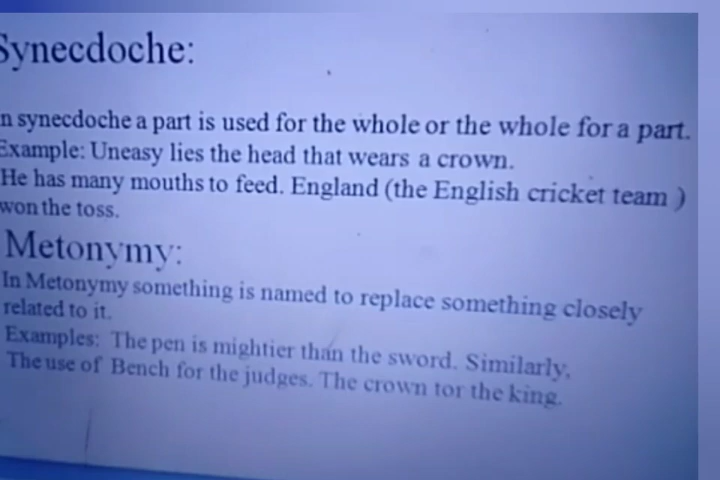 Synecdoche:
In synecdoche a part is used for the whole or the whole for a part.
Example: Uneasy lies the head that wears a crown.
He has many mouths to feed. England (the English cricket team )
won the toss.
Metonymy:
In Metonymy something is named to replace something closely
related to it.
Examples: The pen is mightier than the sword. Similarly,
The use of Bench for the judges. The crown tor the king.